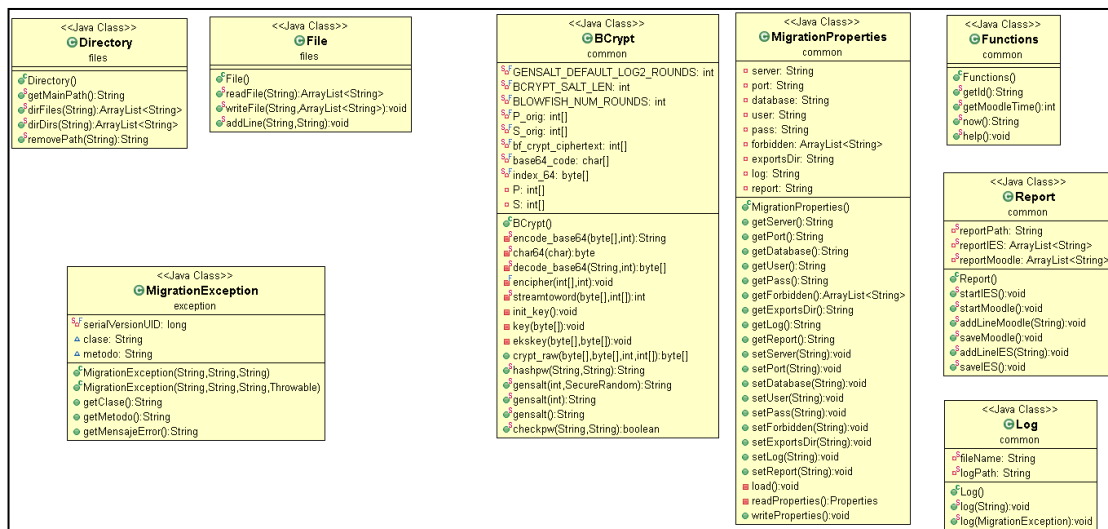 <<Java Class>>
Directory
files
Directory()
getMainPath():String
dirFiles(String):ArrayList<String>
dirDirs(String):ArrayList<String>
removePath(String):String
<<Java Class>>
File
files
File()
readFile(String):ArrayList<String>
writeFile(String,ArrayList<String>):void
addLine(String,String):void
<<Java Class>>
MigrationException
exception
serialVersionUID: long
clase: String
metodo: String
MigrationException(String,String,String)
MigrationException(String,String,String,Throwable)
getClase():String
getMetodo():String
getMensajeError():String
<<Java Class>>
BCrypt
common
GENSALT_DEFAULT_LOG2_ROUNDS: int
BCRYPT_SALT_LEN: int
BLOWFISH_NUM_ROUNDS: int
P_orig: int[]
S_orig: int[]
bf_crypt_ciphertext: int[]
base64_code: char[]
index_64: byte[]
P: int[]
S: int[]
BCrypt()
encode_base64(byte[],int):String
char64(char):byte
decode_base64(String,int):byte[]
encipher(int[],int):void
streamtoword(byte[],int[]):int
init_key():void
key(byte[]):void
ekskey(byte[],byte[]):void
crypt_raw(byte[],byte[],int,int[]):byte[]
hashpw(String,String):String
gensalt(int,SecureRandom):String
gensalt(int):String
gensalt():String
checkpw(String,String):boolean
<<Java Class>>
MigrationProperties
common
server: String
port: String
database: String
user: String
pass: String
forbidden: ArrayList<String>
exportsDir: String
log: String
report: String
MigrationProperties()
getServer():String
getPort():String
getDatabase():String
getUser():String
getPass():String
getForbidden():ArrayList<String>
getExportsDir():String
getLog():String
getReport():String
setServer(String):void
setPort(String):void
setDatabase(String):void
setUser(String):void
setPass(String):void
setForbidden(String):void
setExportsDir(String):void
setLog(String):void
setReport(String):void
load():void
readProperties():Properties
writeProperties():void
<<Java Class>>
Functions
common
Functions()
getId():String
getMoodleTime():int
now():String
help():void
<<Java Class>>
Report
common
reportPath: String
reportIES: ArrayList<String>
reportMoodle: ArrayList<String>
Report()
startIES():void
startMoodle():void
addLineMoodle(String):void
saveMoodle():void
addLineIES(String):void
saveIES():void
<<Java Class>>
Log
common
fileName: String
logPath: String
Log()
log(String):void
log(MigrationException):void